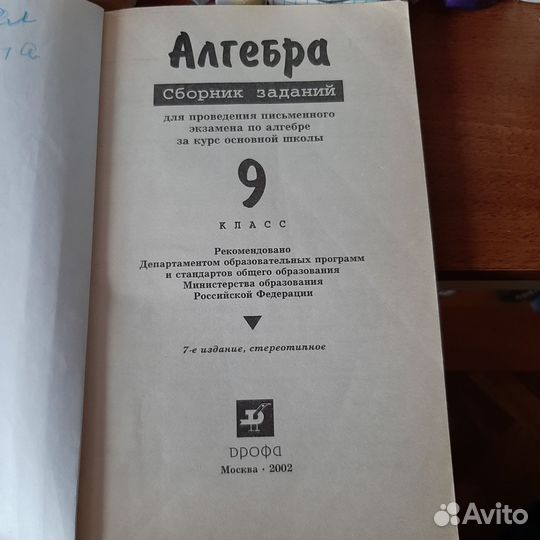 Алгебра
Сборник заданий
для проведения письменного
экзамена по алгебре
за курс основной школы
9
КЛАСС
Рекомендовано
Департаментом образовательных программ
и стандартов общего образования
Министерства образования
Российской Федерации
7-е издание, стереотипное
дрофа
Москва · 2002
Avito